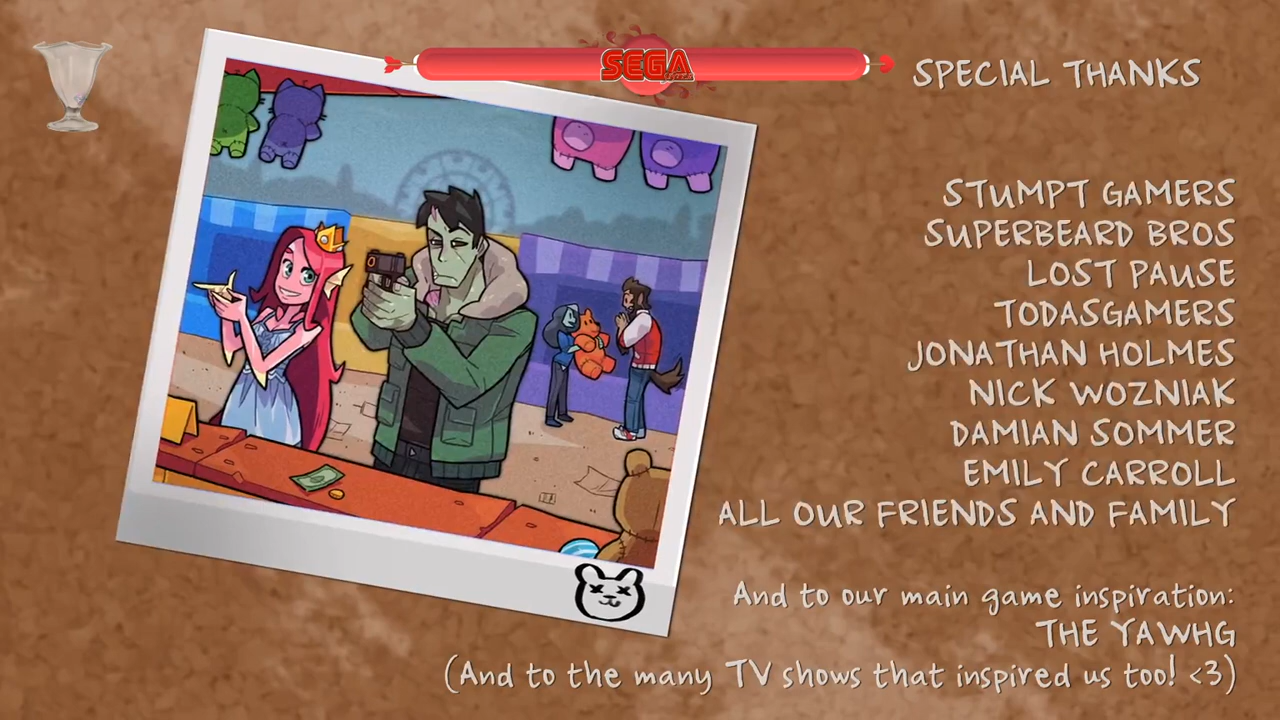 SEGA
SPECIAL THANKS
STUMPT GAMERS
SUPERBEARD BROS
LOST PAUSE
TODASGAMERS
JONATHAN HOLMES
NICK WOZNIAK
DAMIAN SOMMER
EMILY CARROLL
ALL OUR FRIENDS AND FAMILY
And to our main game inspiration:
THE YAWHG
(And to the many TV shows that inspired us too! <3)